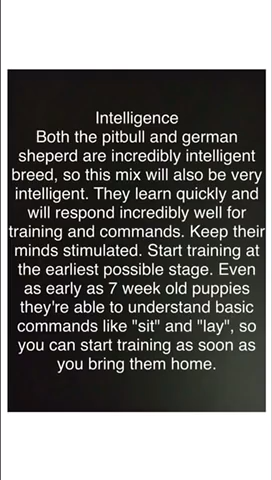 Intelligence
Both the pitbull and german
sheperd are incredibly intelligent
breed, so this mix will also be very
intelligent. They learn quickly and
will respond incredibly well for
training and commands. Keep their
minds stimulated. Start training at
the earliest possible stage. Even
as early as 7 week old puppies
they're able to understand basic
commands like "sit" and "lay", so
you can start training as soon as
you bring them home.